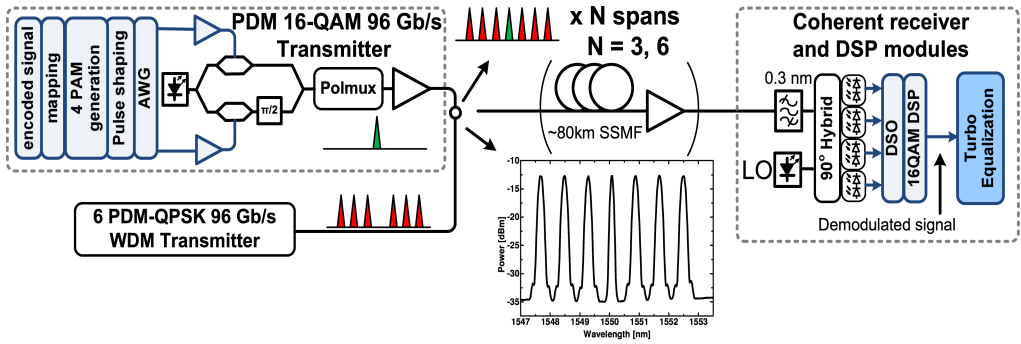 PDM 16-QAM 96 Gb/s
Transmitter
encoded signal
mapping
4 PAM
generation
Pulse shaping
AWG
π/2
Polmux
6 PDM-QPSK 96 Gb/s
WDM Transmitter
x N spans
N = 3, 6
~80km SSMF
Power [dBm]
-10
-15
-20
-25
-30
-35
1547
1548
1549
1550
1551
1552
1553
Wavelength [nm]
Coherent receiver
and DSP modules
0.3 nm
LO
90° Hybrid
DSO
16QAM DSP
Turbo
Equalization
Demodulated signal